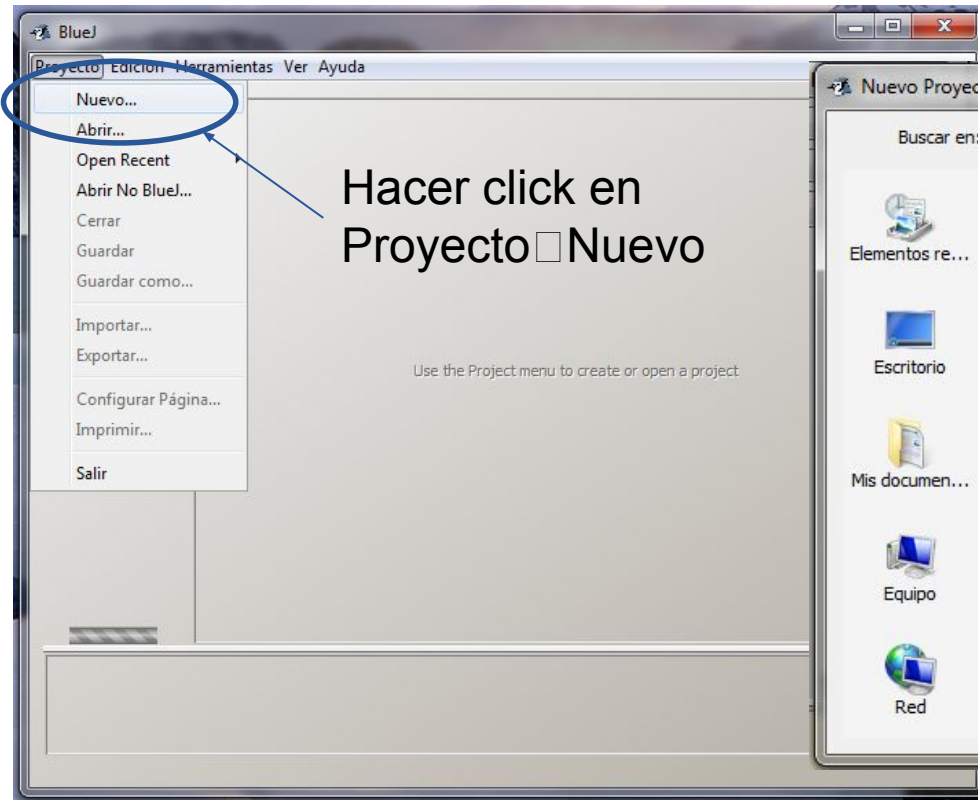 BlueJ
Proyecto Edición Herramientas Ver Ayuda
Nuevo...
Abrir...
Open Recent
Abrir No BlueJ...
Cerrar
Guardar
Guardar como...
Importar...
Exportar...
Configurar Página...
Imprimir...
Salir
Hacer click en
Proyecto□Nuevo
Use the Project menu to create or open a project
Nuevo Proyec
Buscar en:
Elementos re...
Escritorio
Mis documen...
Equipo
Red